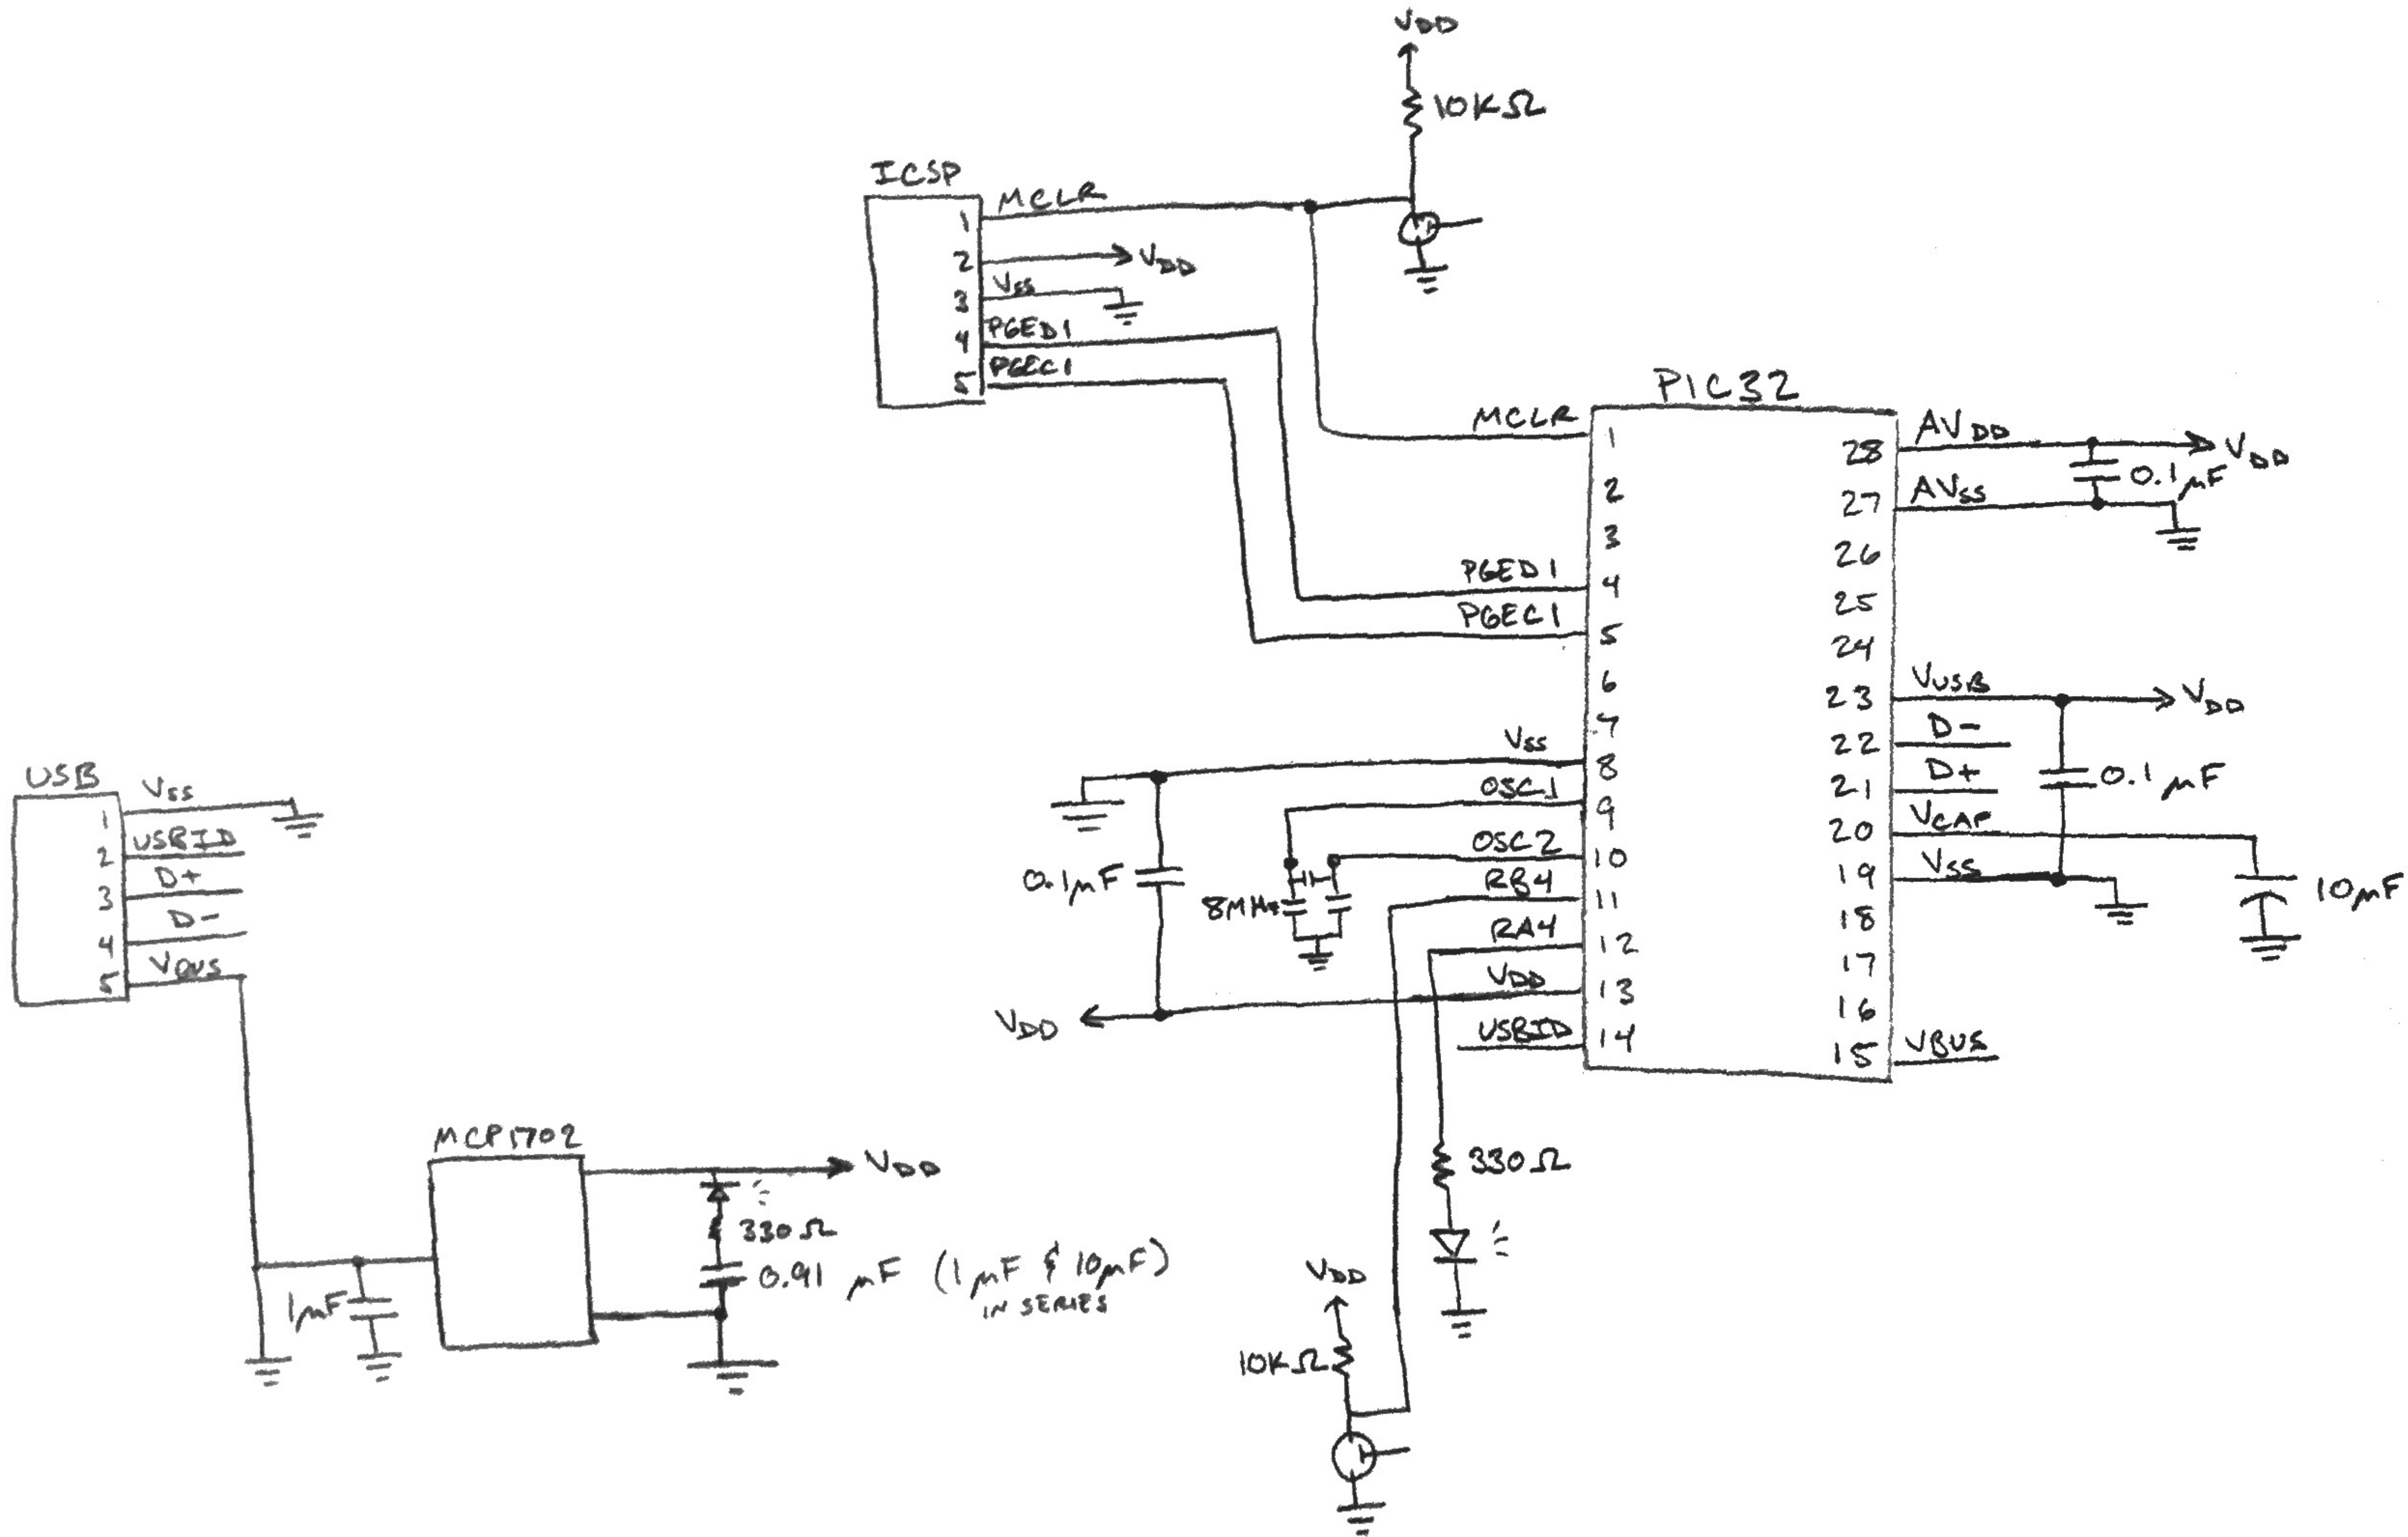 VDD
10KΩ
ICSP
MCLR
1
2
VDD
3
VSS
4
PGED1
5
PGEC1
PIC32
MCLR
1
2
3
PGED1
4
PGEC1
5
6
7
VSS
8
OSC1
9
OSC2
10
RB4
11
RA4
12
VDD
13
USBID
14
28
AVDD
VDD
0.1 μF
27
AVSS
26
25
24
23
VUSB
VDD
22
D-
21
D+
0.1 μF
20
VCAP
19
VSS
10μF
18
17
16
15
VBUS
0.1μF
8MHz
VDD
USB
1
VSS
2
USBID
3
D+
4
D-
5
VBUS
MCP1702
VDD
330Ω
0.91 μF (1μF & 10μF)
IN SERIES
1μF
330Ω
VDD
10KΩ